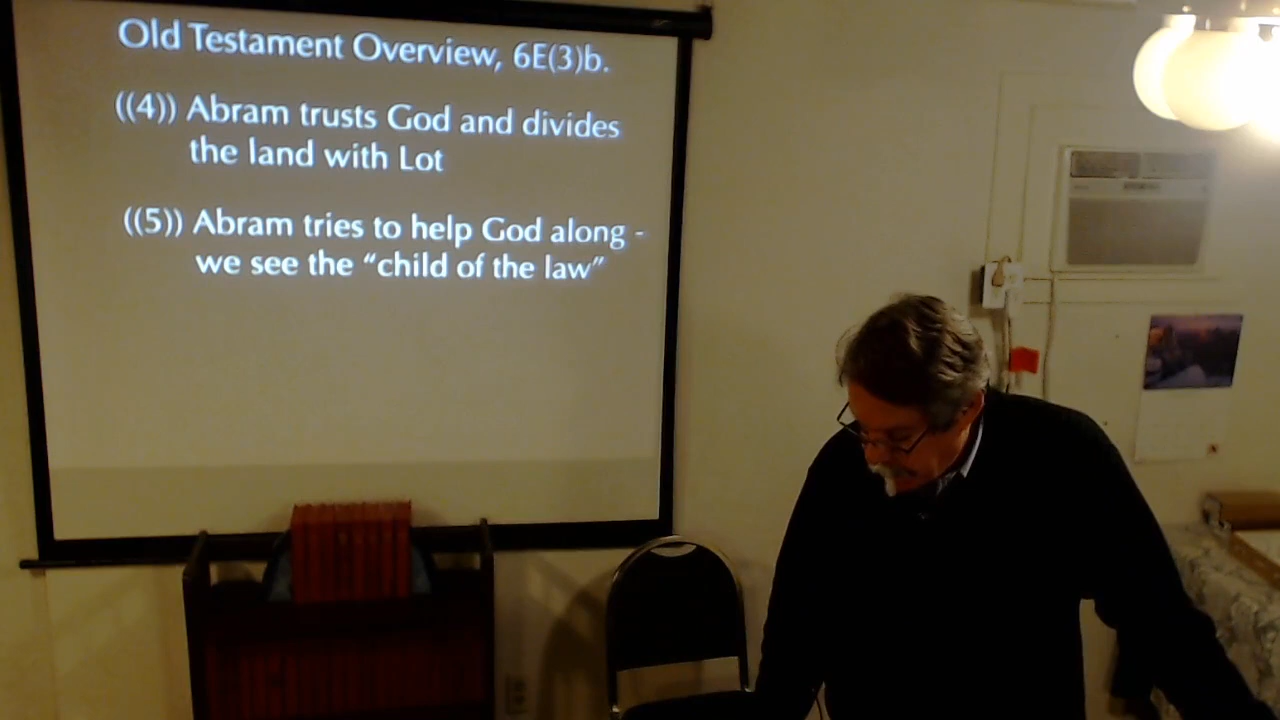 Old Testament Overview, 6E(3)b.
((4)) Abram trusts God and divides
the land with Lot
((5)) Abram tries to help God along -
we see the “child of the law”